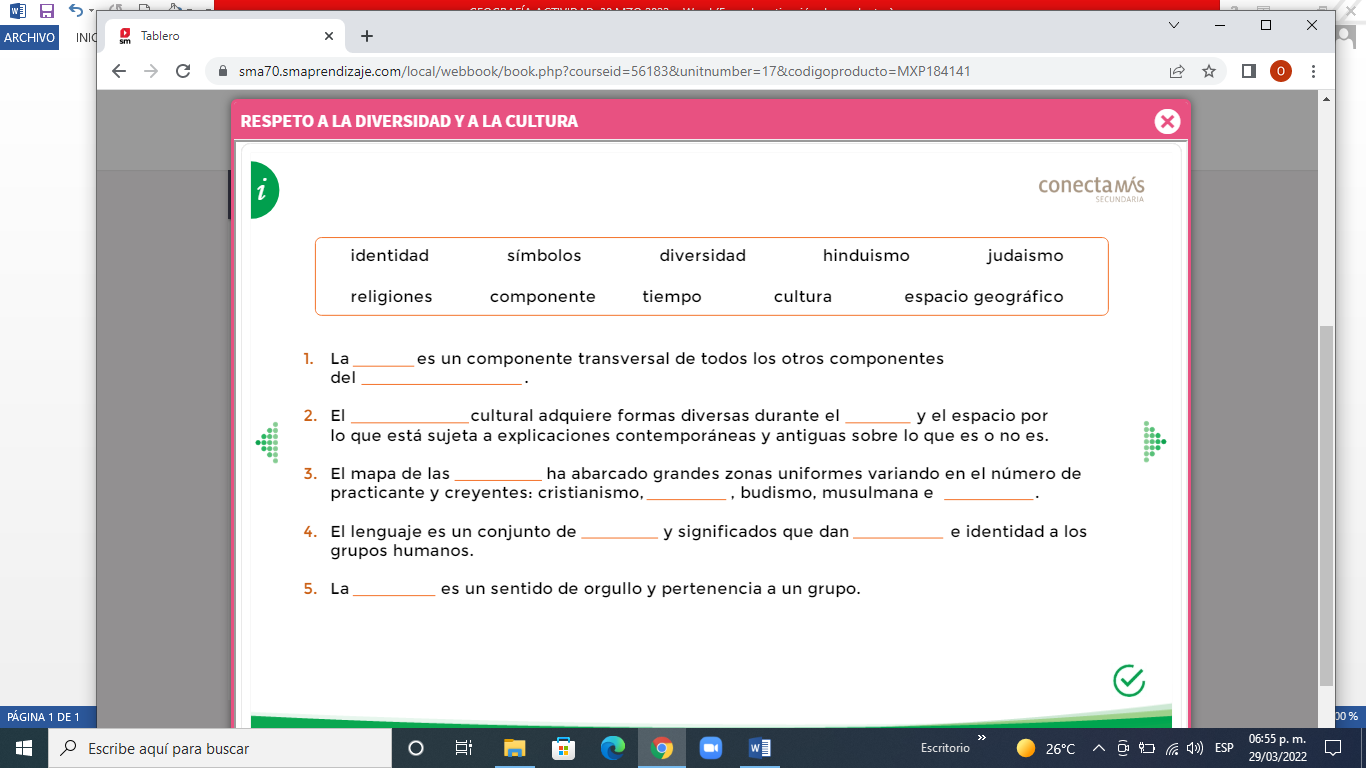 GEOGRAFÍA ACTIVIDAD
ARCHIVO
Tablero
sma70.smaprendizaje.com/local/webbook/book.php?courseid=56183&unitnumber=17&codigoproducto=MXP184141
O
RESPETO A LA DIVERSIDAD Y A LA CULTURA
i
conectaMÁS
SECUNDARIA
identidad símbolos diversidad hinduismo judaismo
religiones componente tiempo cultura espacio geográfico
1. La _______ es un componente transversal de todos los otros componentes
del ___________________.
2. El ______________cultural adquiere formas diversas durante el ________ y el espacio por
lo que está sujeta a explicaciones contemporáneas y antiguas sobre lo que es o no es.
3. El mapa de las __________ ha abarcado grandes zonas uniformes variando en el número de
practicante y creyentes: cristianismo, _________ , budismo, musulmana e __________.
4. El lenguaje es un conjunto de _________ y significados que dan __________ e identidad a los
grupos humanos.
5. La _________ es un sentido de orgullo y pertenencia a un grupo.
PÁGINA 1 DE 1
00 %
Escribe aquí para buscar
Escritorio
26°C
ESP
06:55 p. m.
29/03/2022